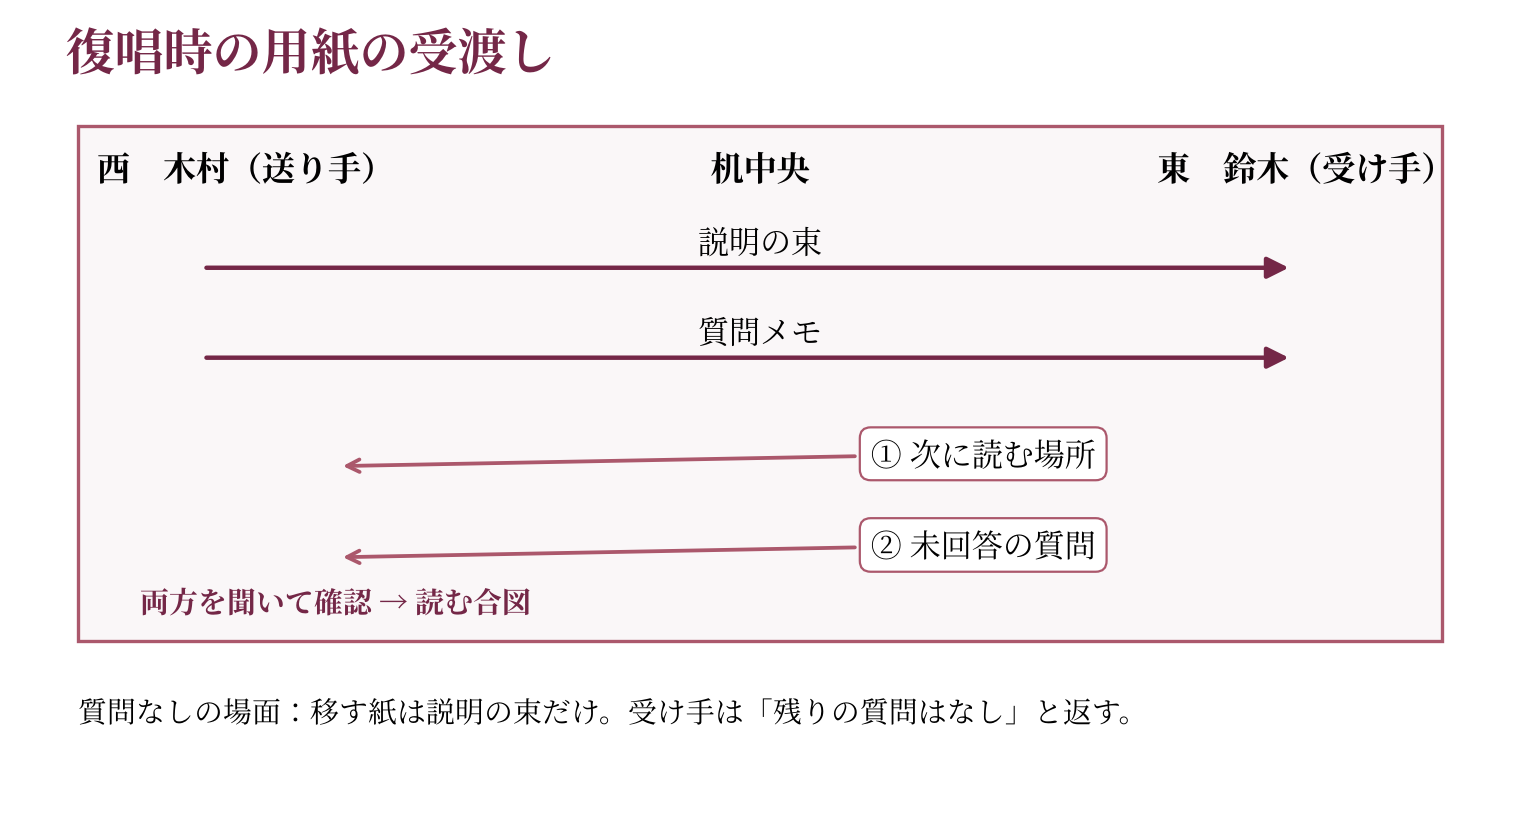 復唱時の用紙の受渡し
西　木村（送り手）
机中央
東　鈴木（受け手）
説明の束
質問メモ
① 次に読む場所
② 未回答の質問
両方を聞いて確認 → 読む合図
質問なしの場面：移す紙は説明の束だけ。受け手は「残りの質問はなし」と返す。